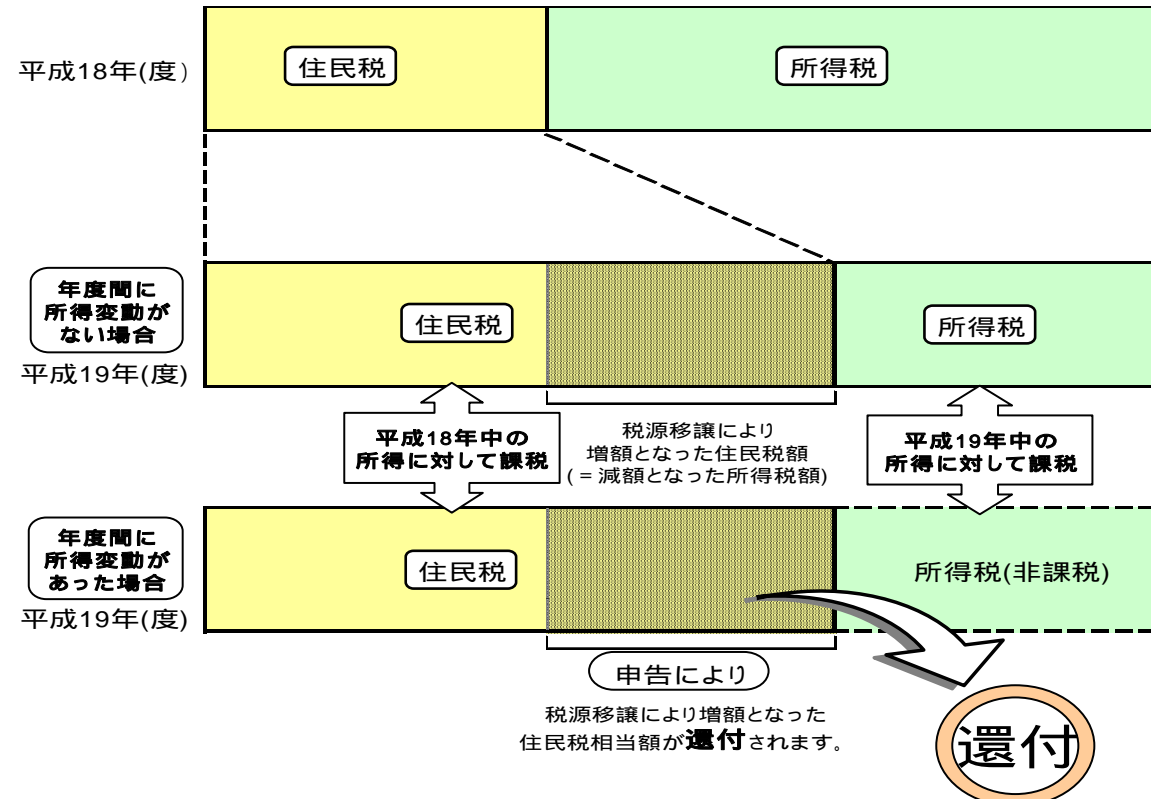 平成18年(度)
住民税
所得税
年度間に
所得変動が
ない場合
平成19年(度)
住民税
所得税
平成18年中の
所得に対して課税
税源移譲により
増額となった住民税額
(=減額となった所得税額)
平成19年中の
所得に対して課税
年度間に
所得変動が
あった場合
平成19年(度)
住民税
所得税(非課税)
申告により
税源移譲により増額となった
住民税相当額が還付されます。
還付